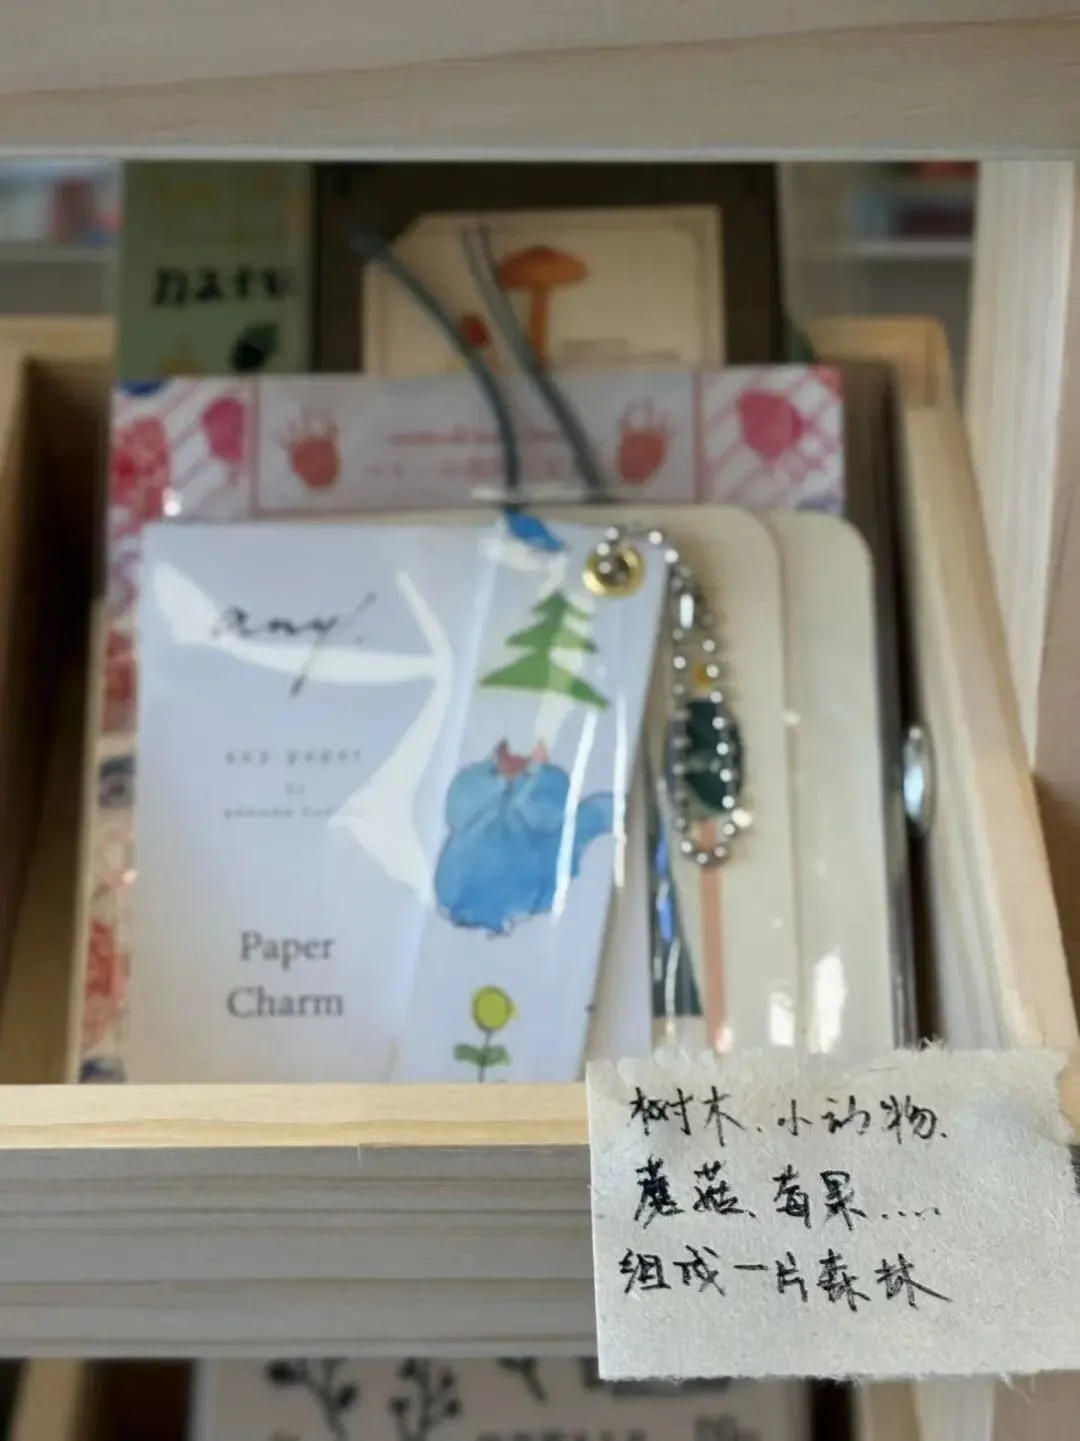 any.
any paper
Paper
Charm
树木、小动物、
蘑菇、莓果....
组成一片森林